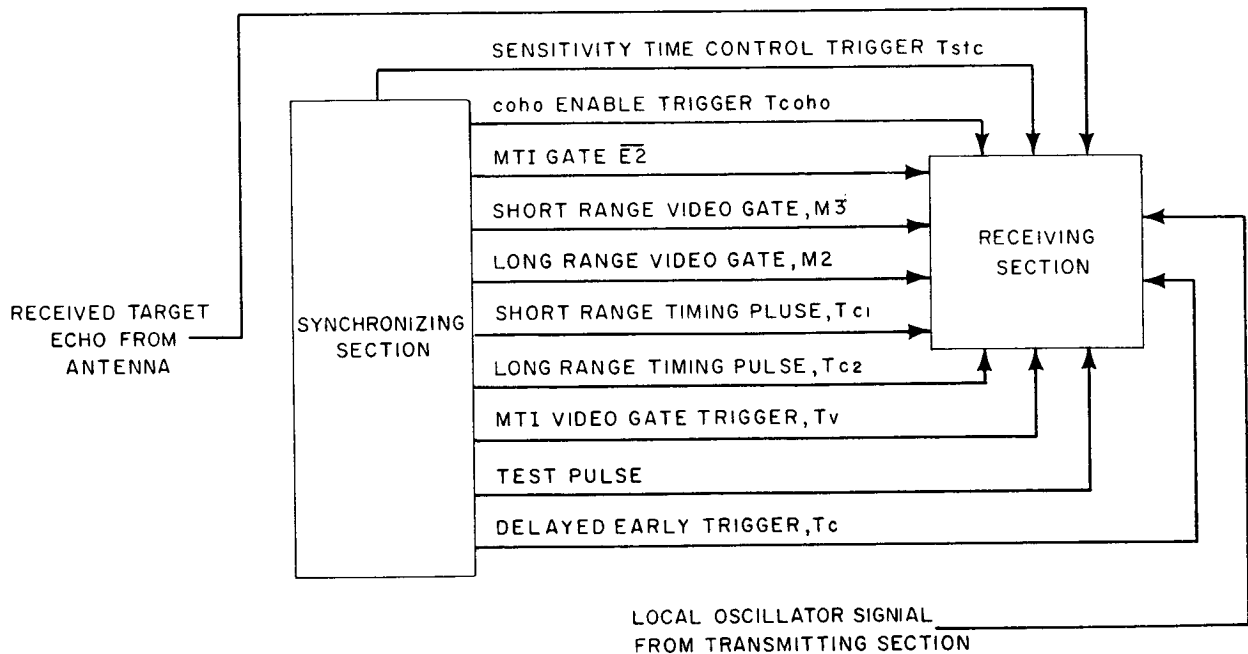 SENSITIVITY TIME CONTROL TRIGGER Tstc
coho ENABLE TRIGGER Tcoho
MTI GATE E2
SHORT RANGE VIDEO GATE, M3
LONG RANGE VIDEO GATE, M2
SHORT RANGE TIMING PLUSE, Tc1
LONG RANGE TIMING PULSE, Tc2
MTI VIDEO GATE TRIGGER, Tv
TEST PULSE
DELAYED EARLY TRIGGER, Tc
RECEIVED TARGET
ECHO FROM
ANTENNA
SYNCHRONIZING
SECTION
RECEIVING
SECTION
LOCAL OSCILLATOR SIGNIAL
FROM TRANSMITTING SECTION